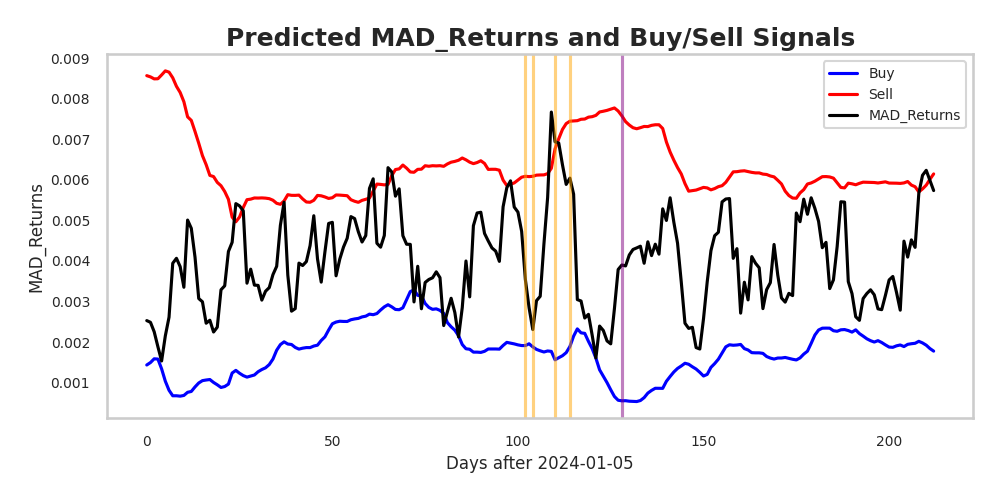 Predicted MAD_Returns and Buy/Sell Signals
MAD_Returns
0.009
0.008
0.007
0.006
0.005
0.004
0.003
0.002
0.001
Buy
Sell
MAD_Returns
0
50
100
150
200
Days after 2024-01-05